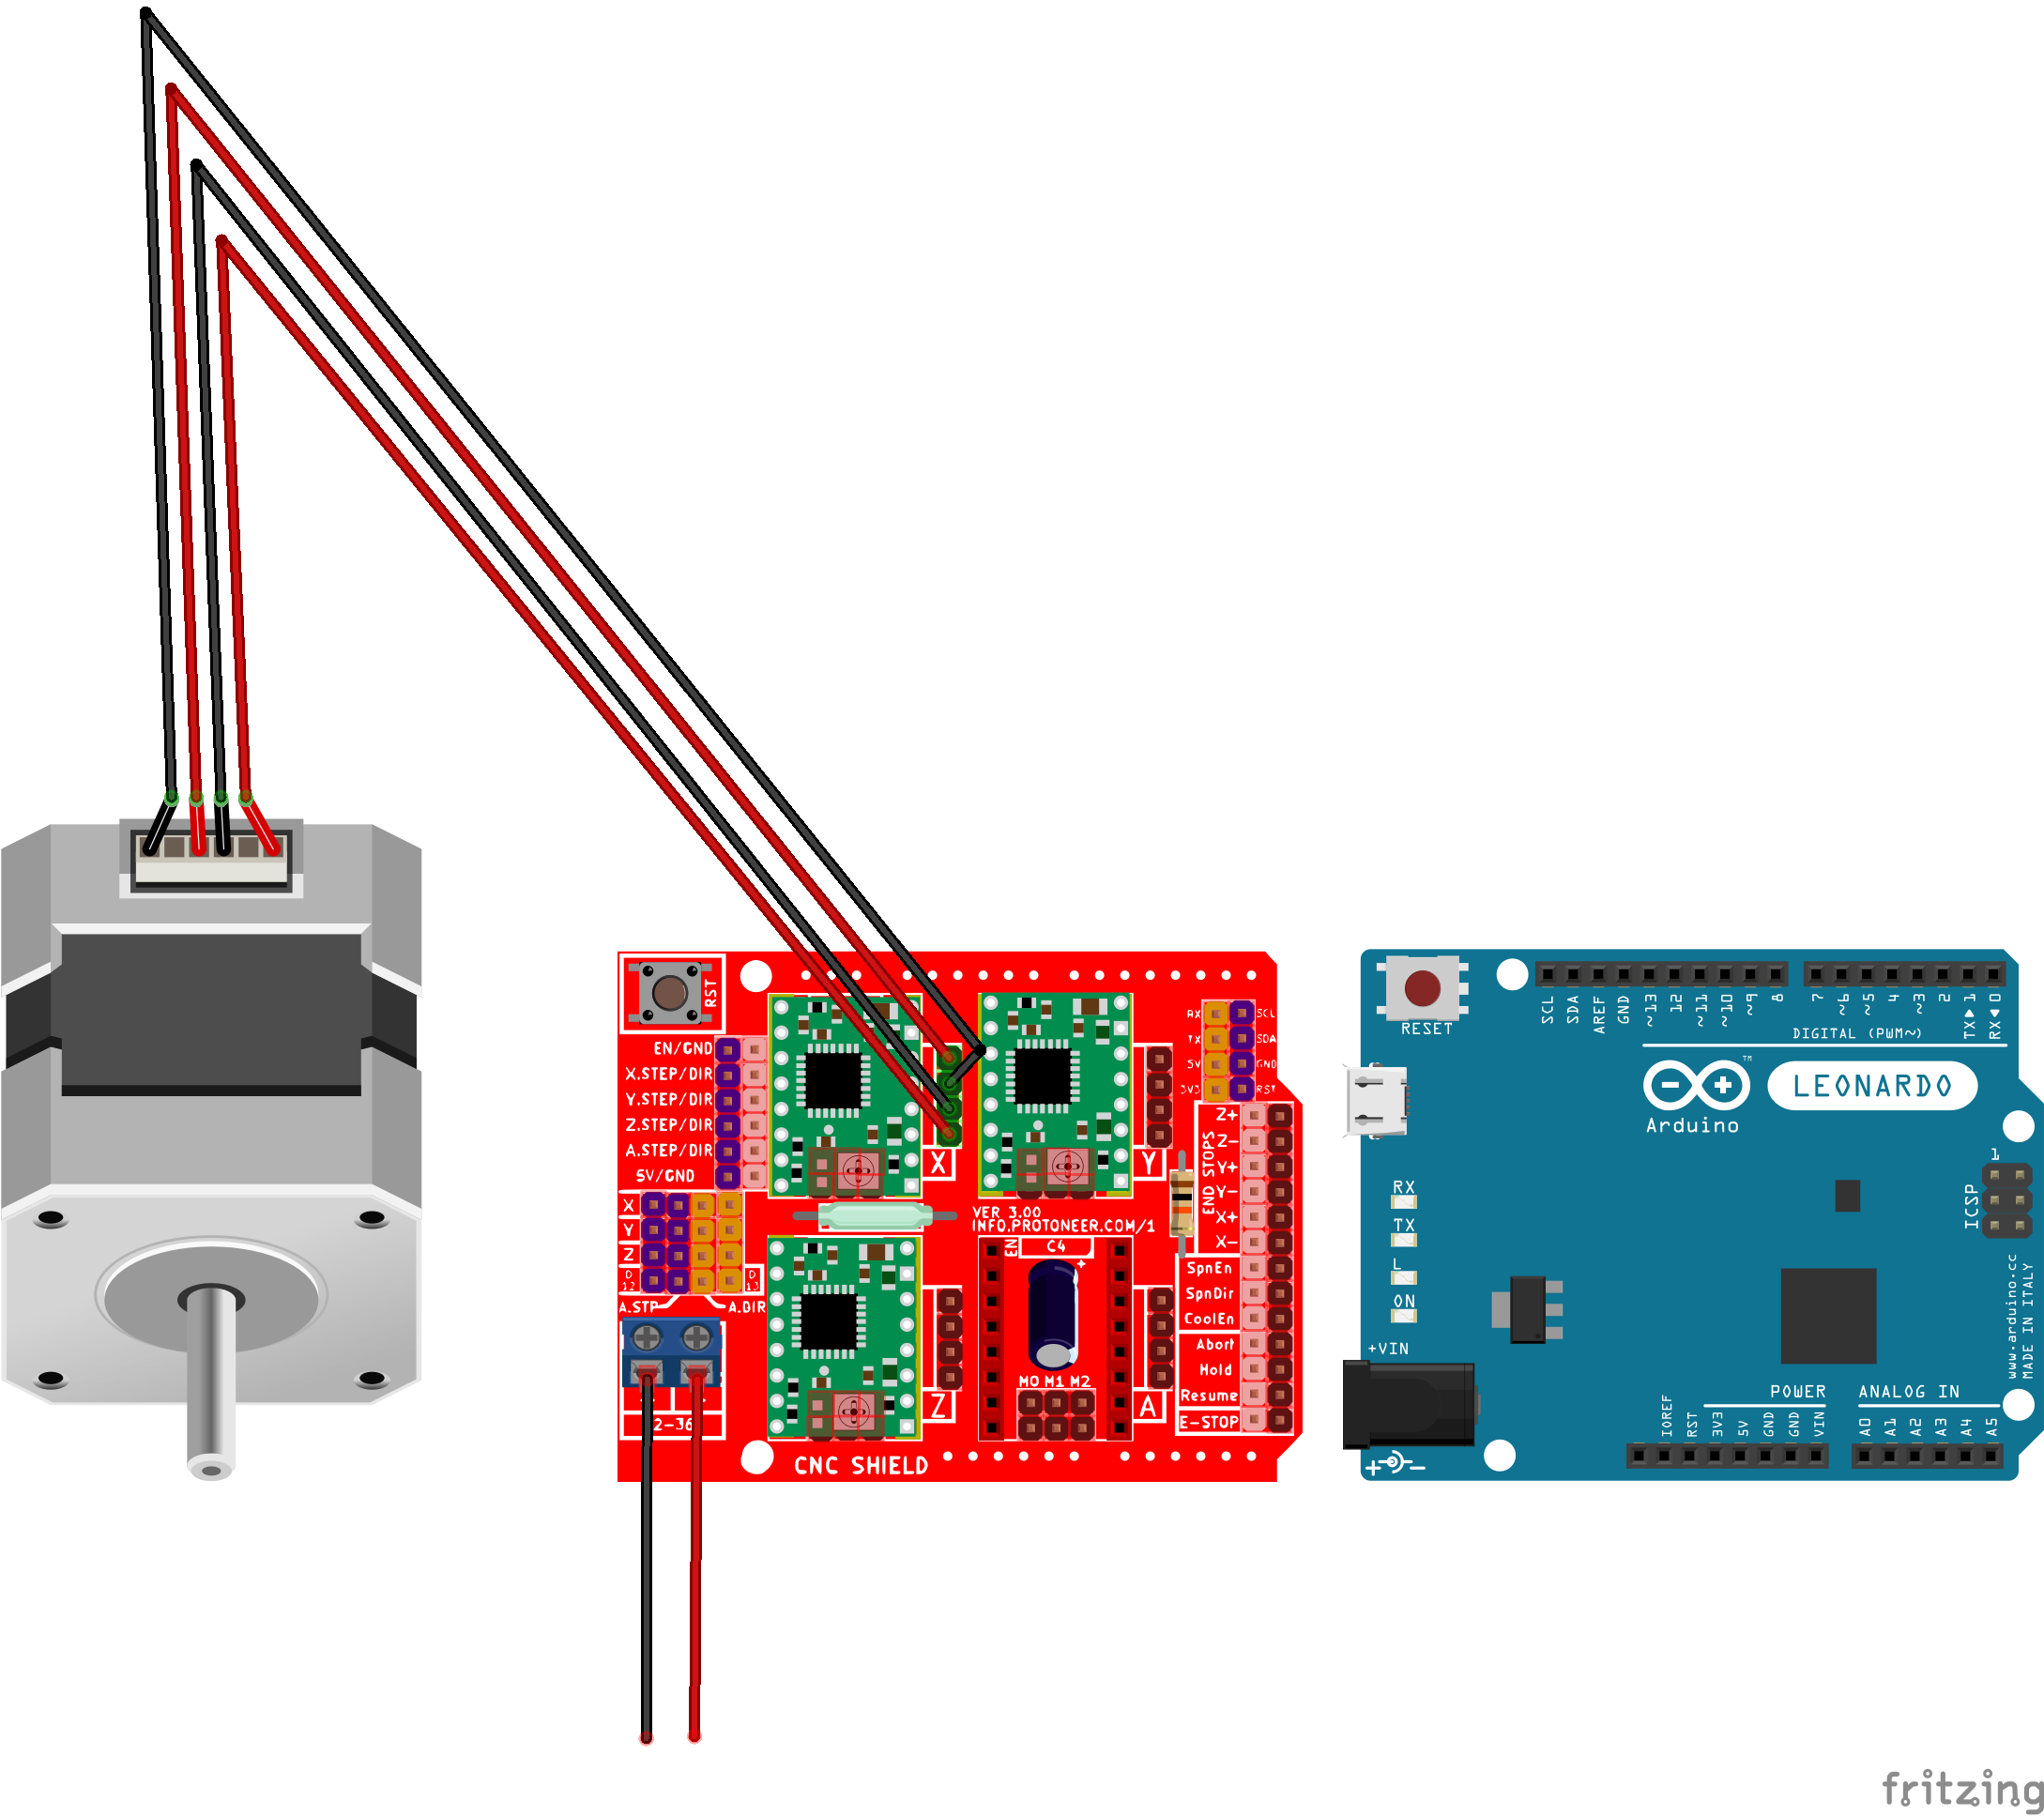 RST
EN/GND
X.STEP/DIR
Y.STEP/DIR
Z.STEP/DIR
A.STEP/DIR
5V/GND
X
Y
Z
D
12
D
13
A.STP
A.DIR
2-36
CNC SHIELD
X
Y
Z
A
VER 3.00
INFO.PROTONEER.COM/1
EN
C4
+
M0 M1 M2
RX
SCL
TX
SDA
5V
GND
3V3
RST
END STOPS
Z+
Z-
Y+
Y-
X+
X-
SpnEn
SpnDir
CoolEn
Abort
Hold
Resume
E-STOP
RESET
SCL
SDA
AREF
GND
~13
12
~11
~10
~9
8
7
~6
~5
4
~3
2
TX▶1
RX◀0
DIGITAL (PWM~)
TM
LEONARDO
Arduino
1
ICSP
RX
TX
L
ON
+VIN
www.arduino.cc
MADE IN ITALY
POWER
ANALOG IN
IOREF
RST
3V3
5V
GND
GND
VIN
A0
A1
A2
A3
A4
A5
+ -
fritzing